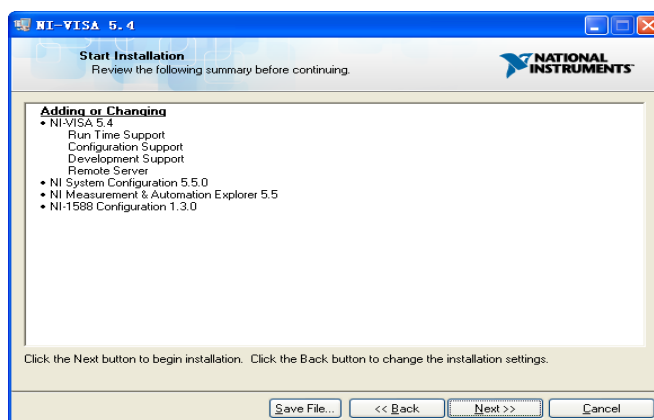 NI-VISA 5.4
Start Installation
Review the following summary before continuing.
NATIONAL
INSTRUMENTS
Adding or Changing
• NI-VISA 5.4
Run Time Support
Configuration Support
Development Support
Remote Server
• NI System Configuration 5.5.0
• NI Measurement & Automation Explorer 5.5
• NI-1588 Configuration 1.3.0
Click the Next button to begin installation. Click the Back button to change the installation settings.
Save File... << Back Next >> Cancel